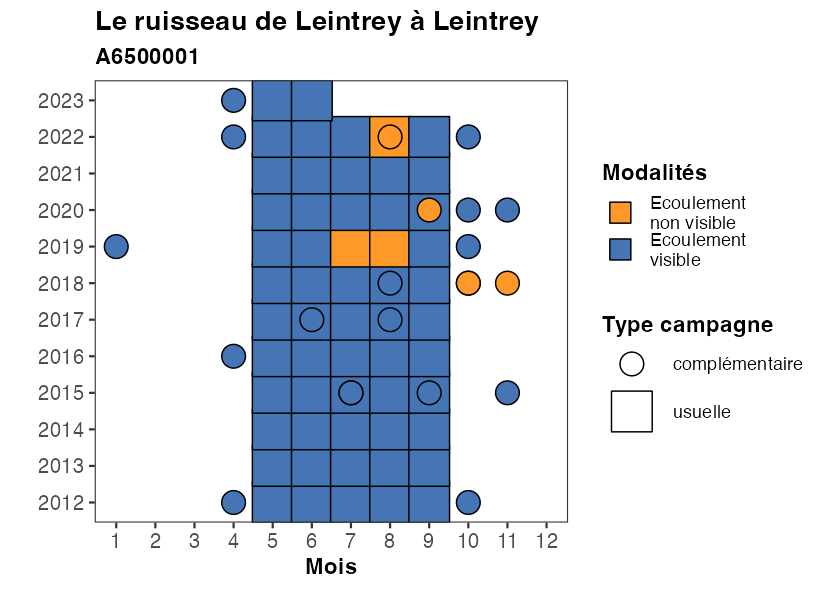 Le ruisseau de Leintrey à Leintrey
A6500001
2023
2022
2021
2020
2019
2018
2017
2016
2015
2014
2013
2012
1 2 3 4 5 6 7 8 9 10 11 12
Mois
Modalités
Ecoulement
non visible
Ecoulement
visible
Type campagne
complémentaire
usuelle